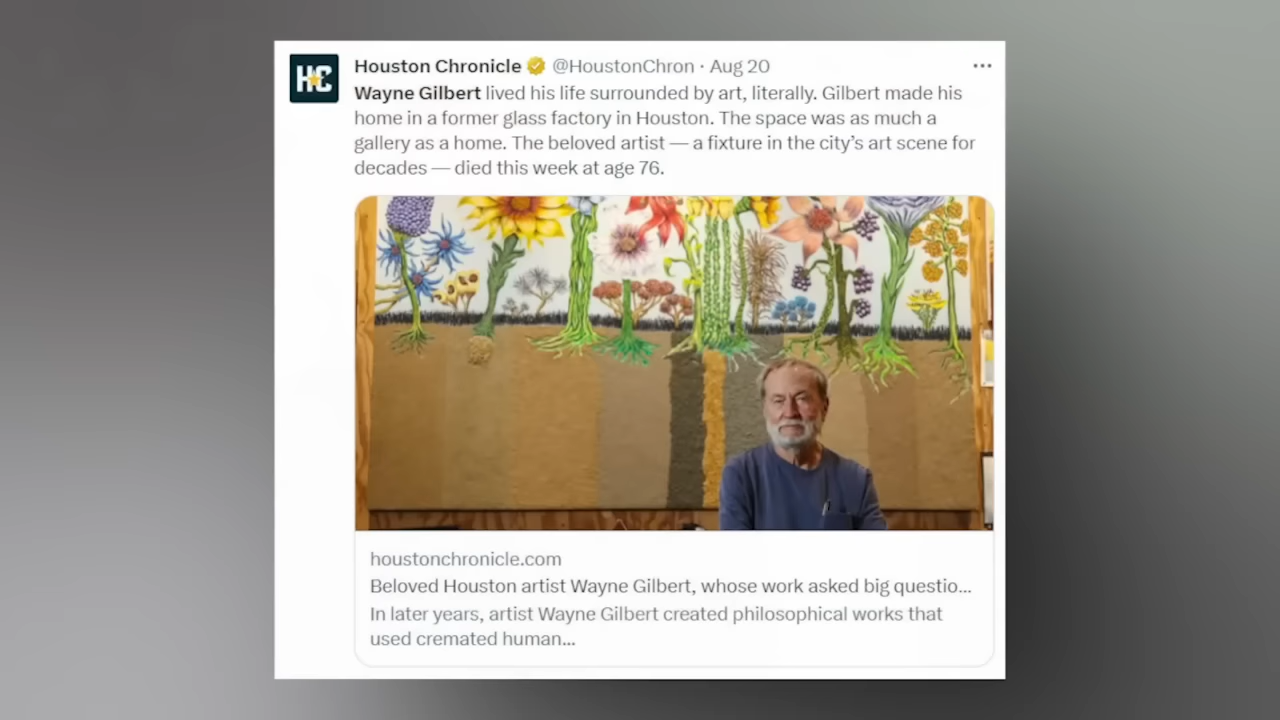 HC
Houston Chronicle @HoustonChron · Aug 20
Wayne Gilbert lived his life surrounded by art, literally. Gilbert made his
home in a former glass factory in Houston. The space was as much a
gallery as a home. The beloved artist — a fixture in the city’s art scene for
decades — died this week at age 76.
houstonchronicle.com
Beloved Houston artist Wayne Gilbert, whose work asked big questio...
In later years, artist Wayne Gilbert created philosophical works that
used cremated human...